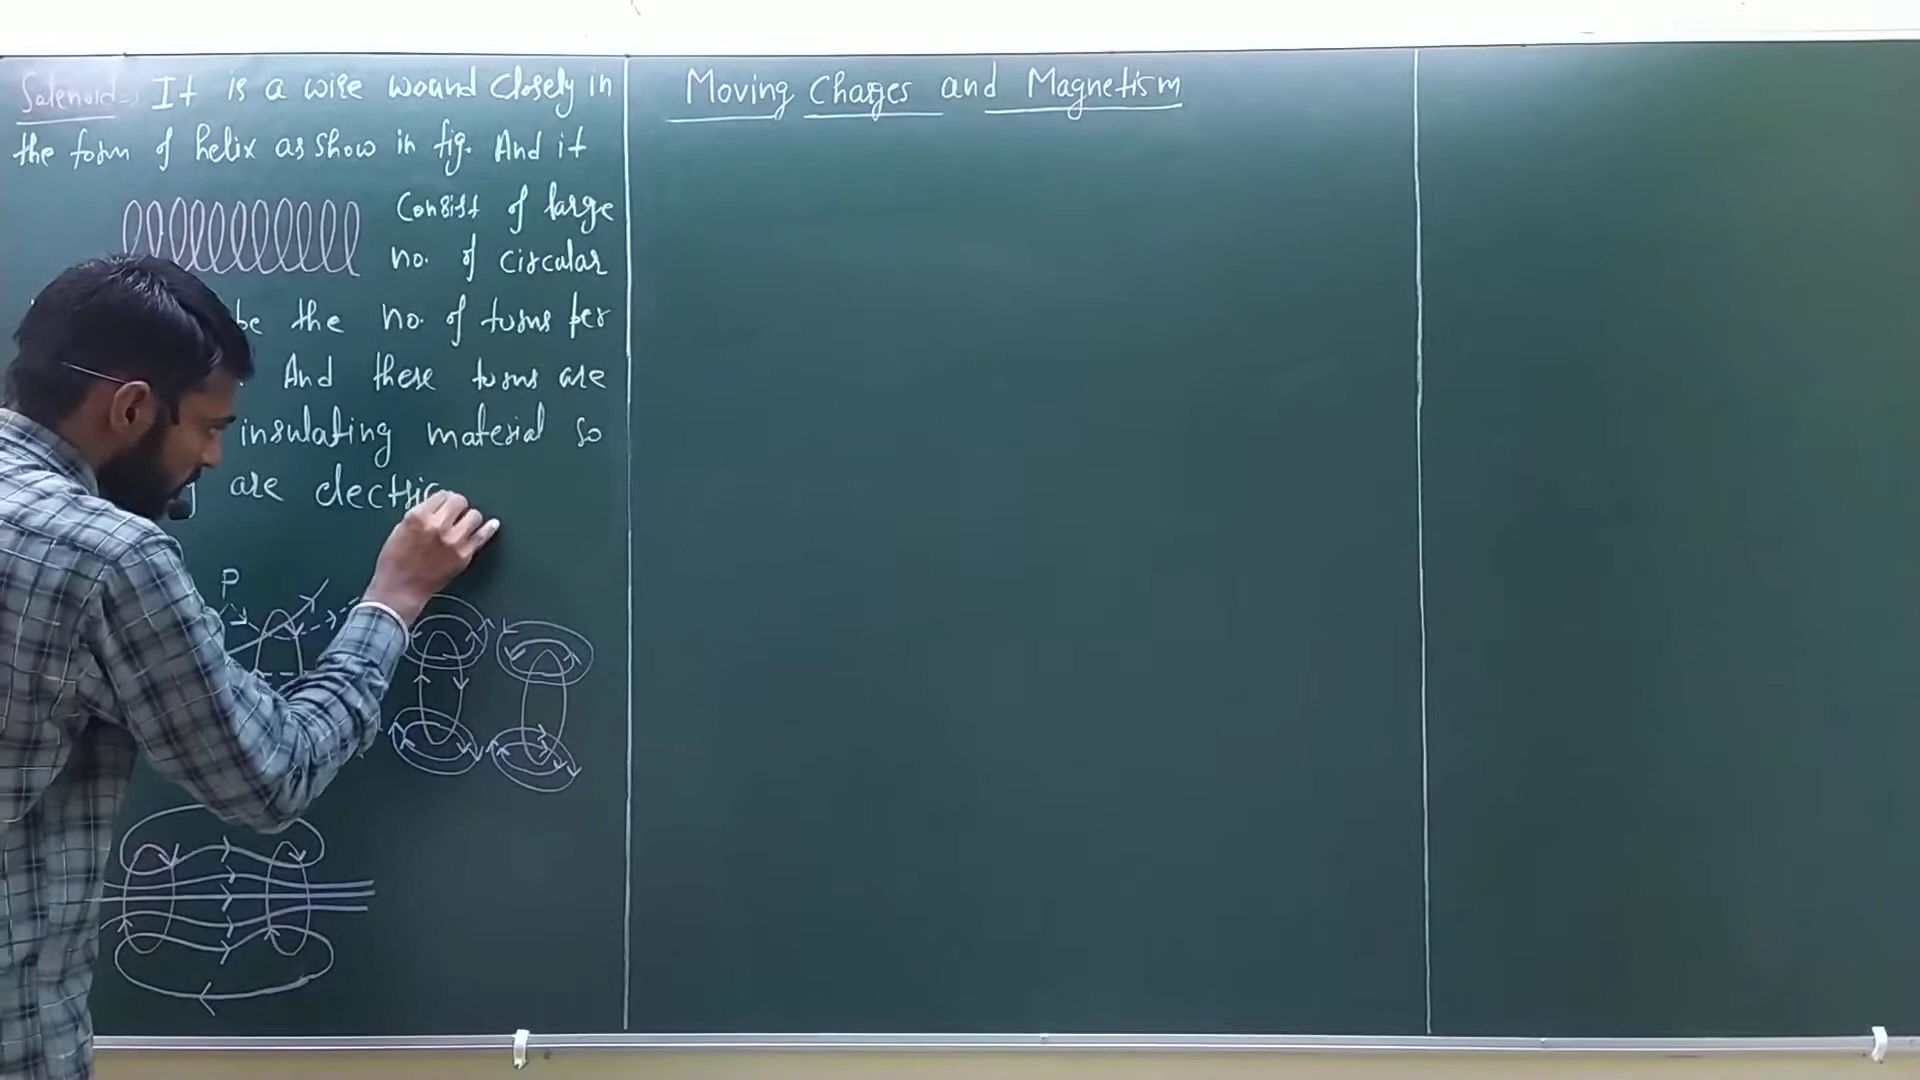 Solenoid⇒ It is a wire wound closely in
the form of helix as show in fig. And it
Consist of large
no. of circular
be the no. of turns per
And these turns are
insulating material so
are electric
P
Moving Charges and Magnetism